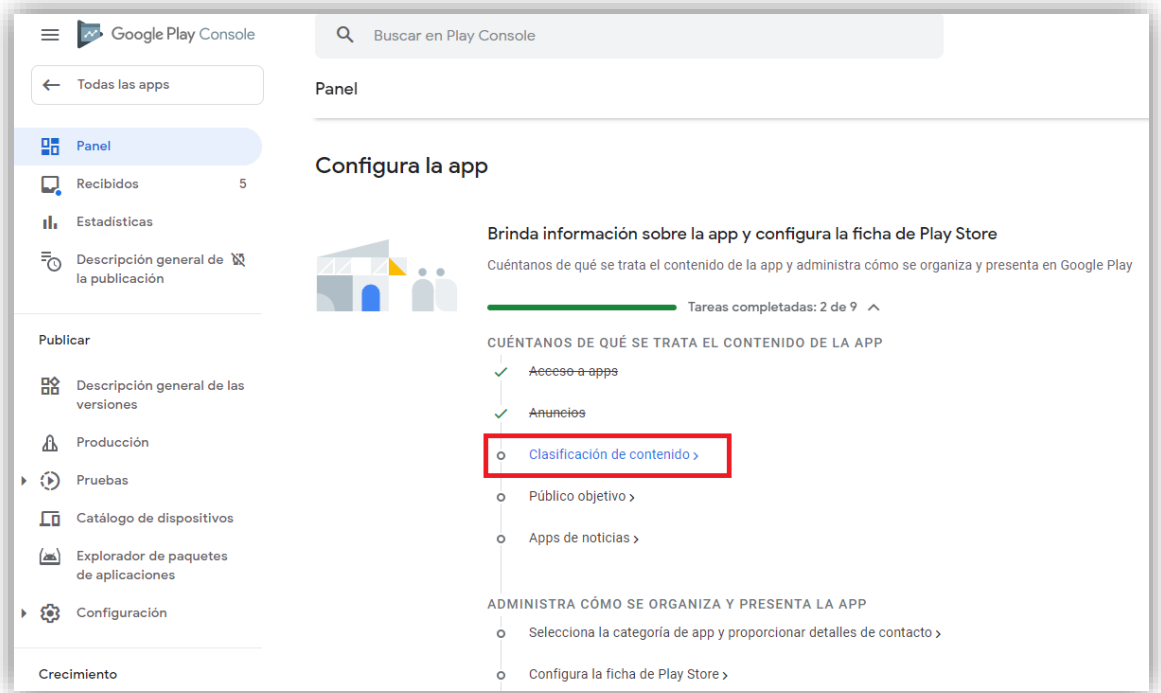 Google Play Console
Buscar en Play Console
Todas las apps
Panel
Panel
Recibidos 5
Estadísticas
Descripción general de
la publicación
Publicar
Descripción general de las
versiones
Producción
Pruebas
Catálogo de dispositivos
Explorador de paquetes
de aplicaciones
Configuración
Crecimiento
Configura la app
Brinda información sobre la app y configura la ficha de Play Store
Cuéntanos de qué se trata el contenido de la app y administra cómo se organiza y presenta en Google Play
Tareas completadas: 2 de 9
CUÉNTANOS DE QUÉ SE TRATA EL CONTENIDO DE LA APP
Acceso a apps
Anuncios
Clasificación de contenido
Público objetivo
Apps de noticias
ADMINISTRA CÓMO SE ORGANIZA Y PRESENTA LA APP
Selecciona la categoría de app y proporcionar detalles de contacto
Configura la ficha de Play Store